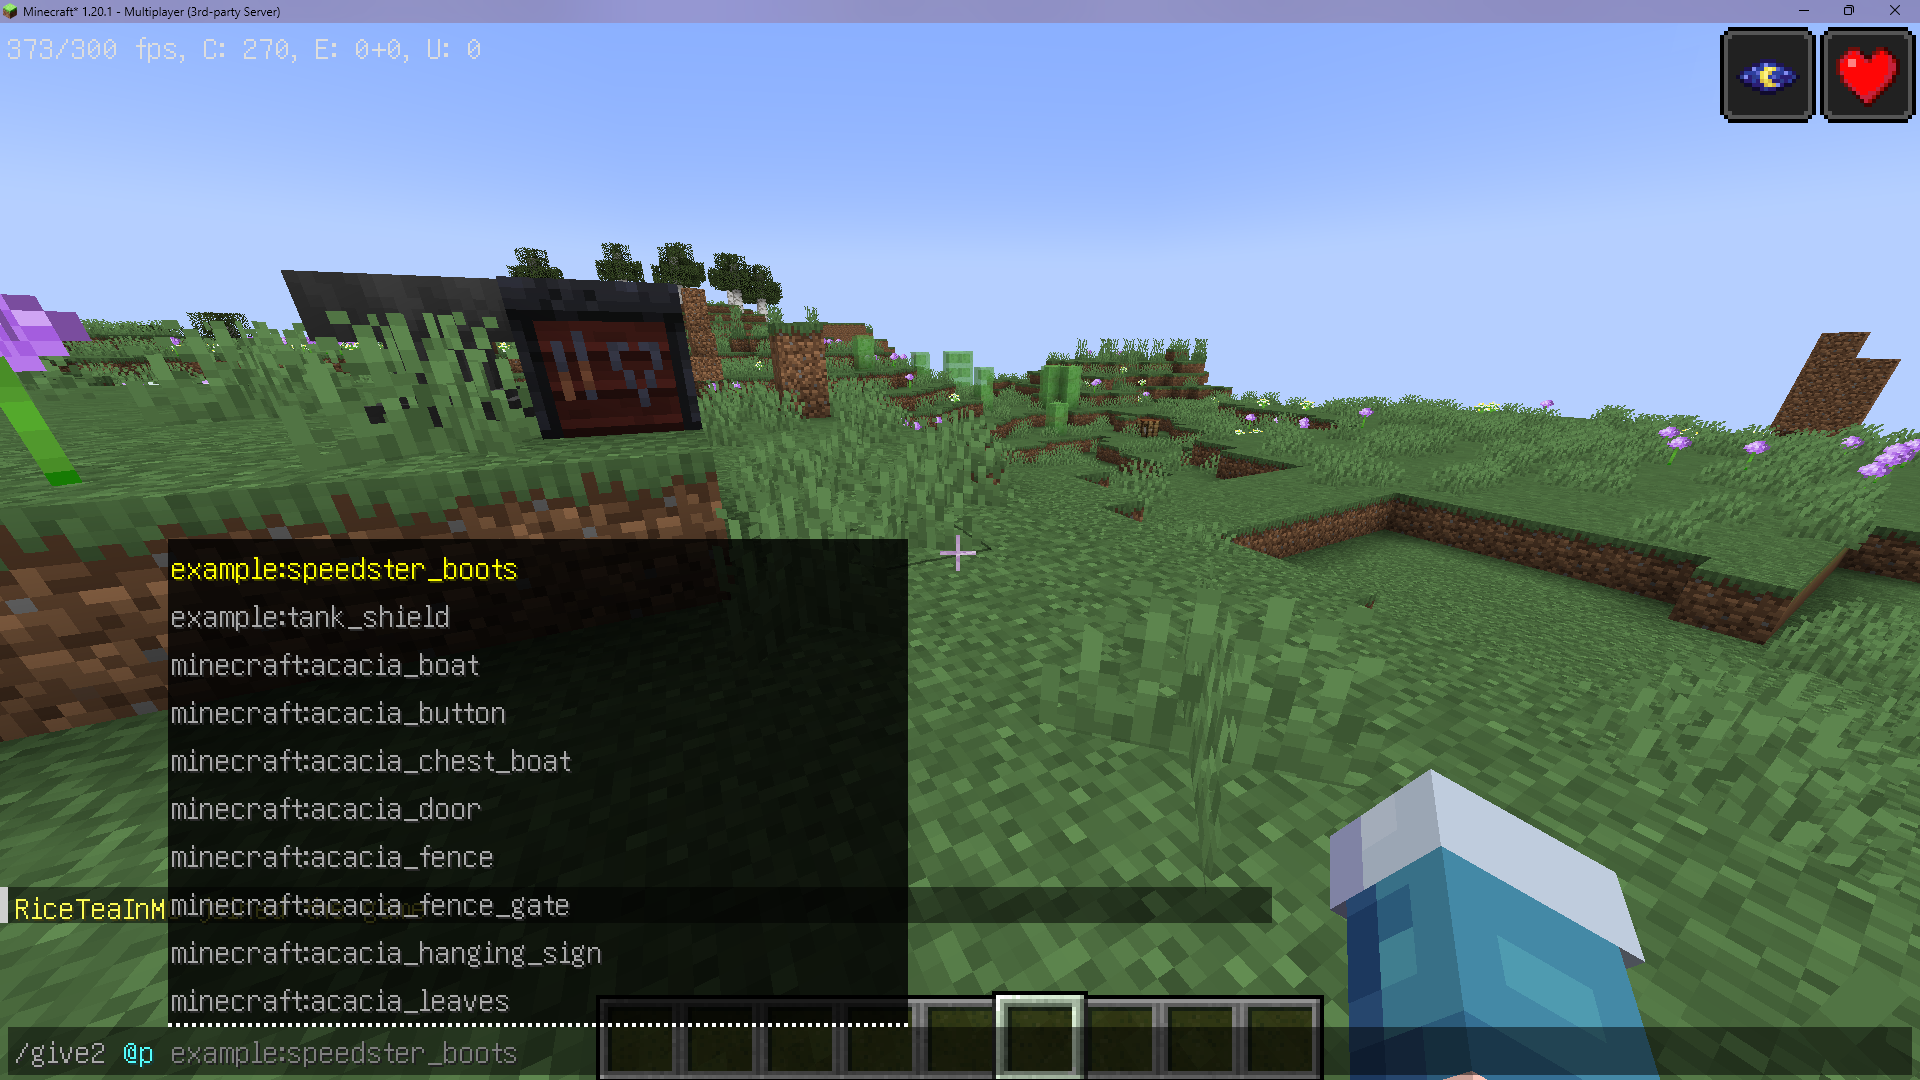 Minecraft* 1.20.1 - Multiplayer (3rd-party Server)
373/300 fps, C: 270, E: 0+0, U: 0
example:speedster_boots
example:tank_shield
minecraft:acacia_boat
minecraft:acacia_button
minecraft:acacia_chest_boat
minecraft:acacia_door
minecraft:acacia_fence
RiceTeaInM
minecraft:acacia_fence_gate
minecraft:acacia_hanging_sign
minecraft:acacia_leaves
/give2 @p example:speedster_boots